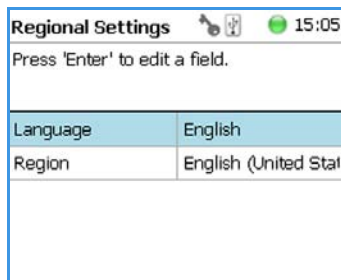 Regional Settings 15:05
Press 'Enter' to edit a field.
Language English
Region English (United Stat